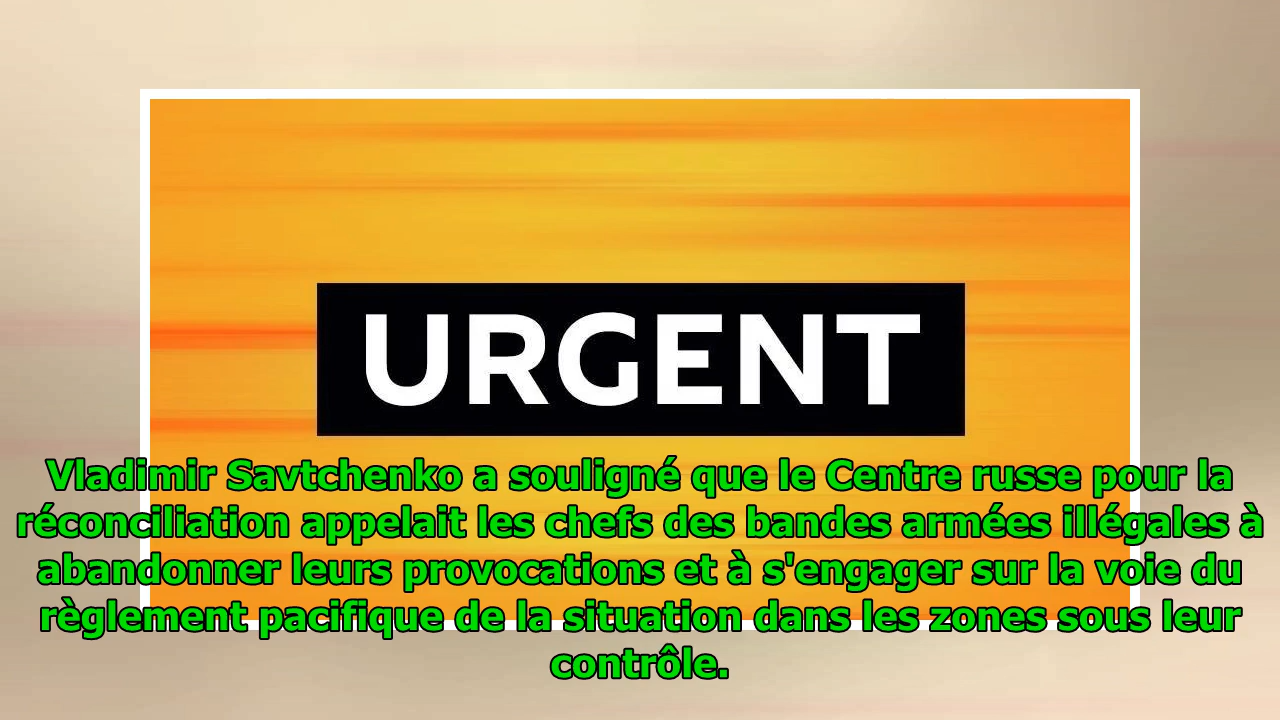 URGENT
Vladimir Savtchenko a souligné que le Centre russe pour la
réconciliation appelait les chefs des bandes armées illégales à
abandonner leurs provocations et à s'engager sur la voie du
règlement pacifique de la situation dans les zones sous leur
contrôle.